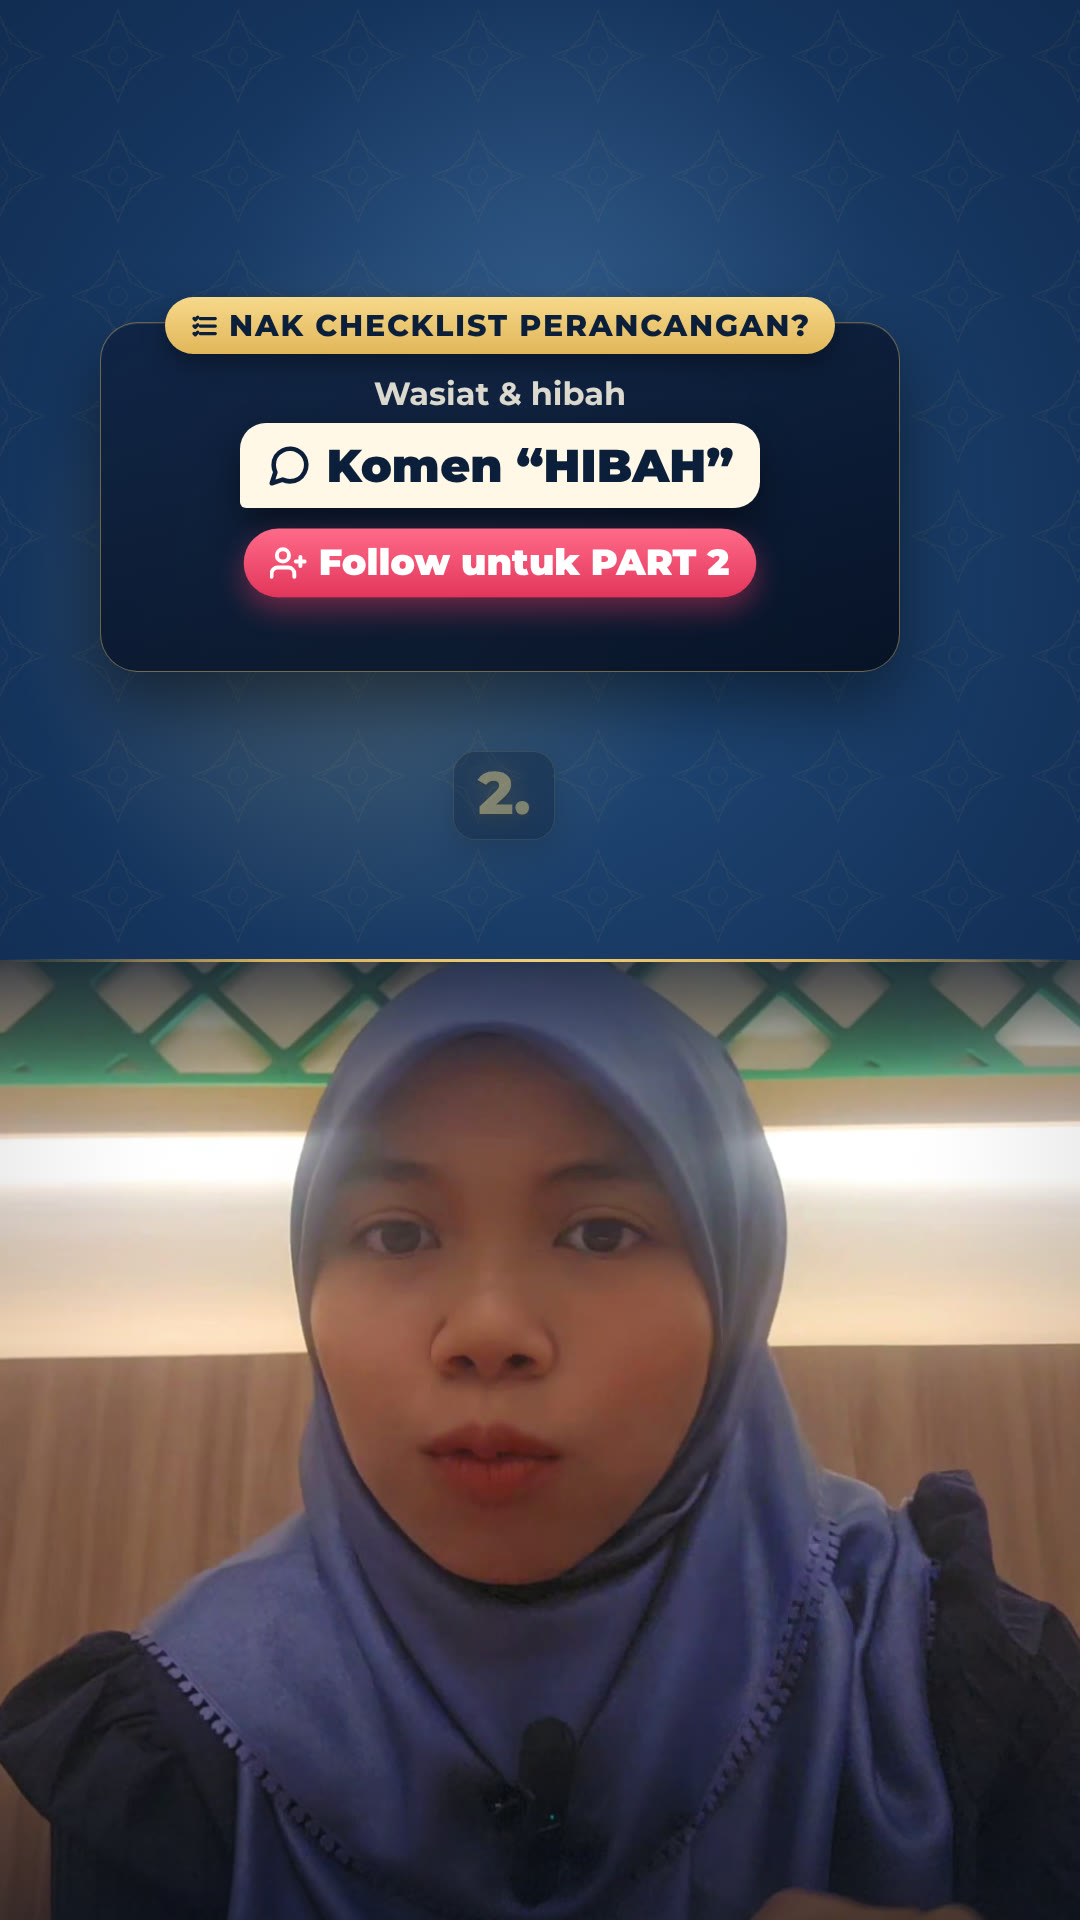 NAK CHECKLIST PERANCANGAN?
Wasiat & hibah
Komen “HIBAH”
Follow untuk PART 2
2.